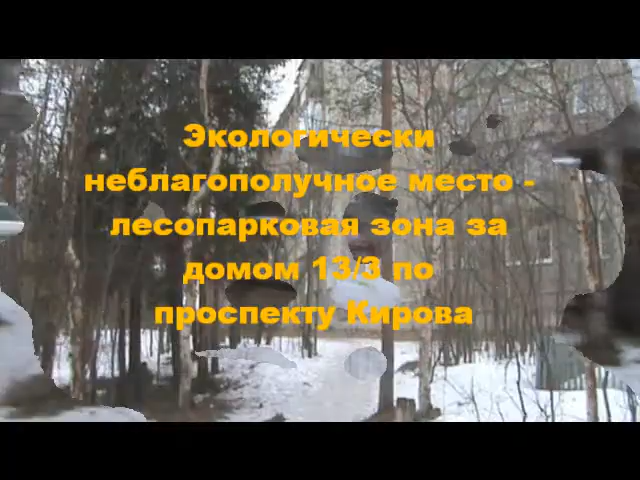 Экологически
неблагополучное место -
лесопарковая зона за
домом 13/3 по
проспекту Кирова